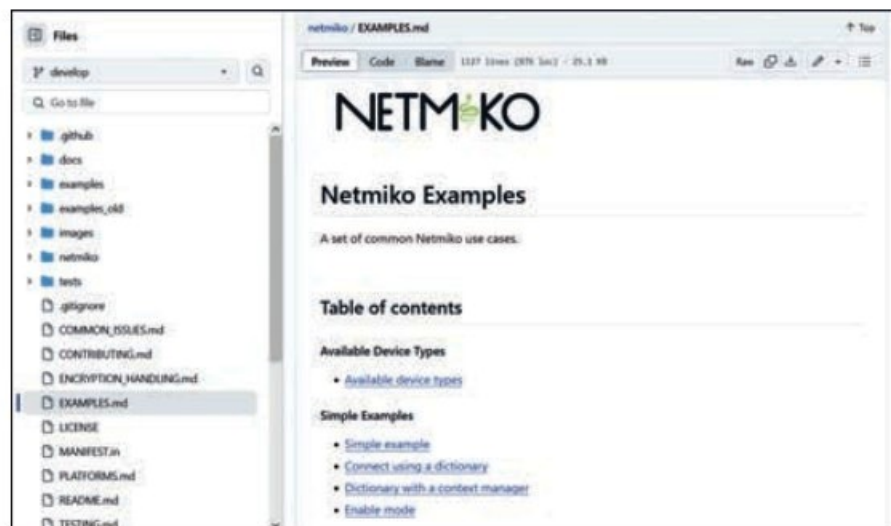 Files
develop
Go to file
.github
docs
examples
examples_old
images
netmiko
tests
.gitignore
COMMON_ISSUES.md
CONTRIBUTING.md
ENCRYPTION_HANDLING.md
EXAMPLES.md
LICENSE
MANIFEST.in
PLATFORMS.md
README.md
TESTING.md
netmiko / EXAMPLES.md
Top
Preview Code Blame
Raw
NETMIKO
Netmiko Examples
A set of common Netmiko use cases.
Table of contents
Available Device Types
Available device types
Simple Examples
Simple example
Connect using a dictionary
Dictionary with a context manager
Enable mode